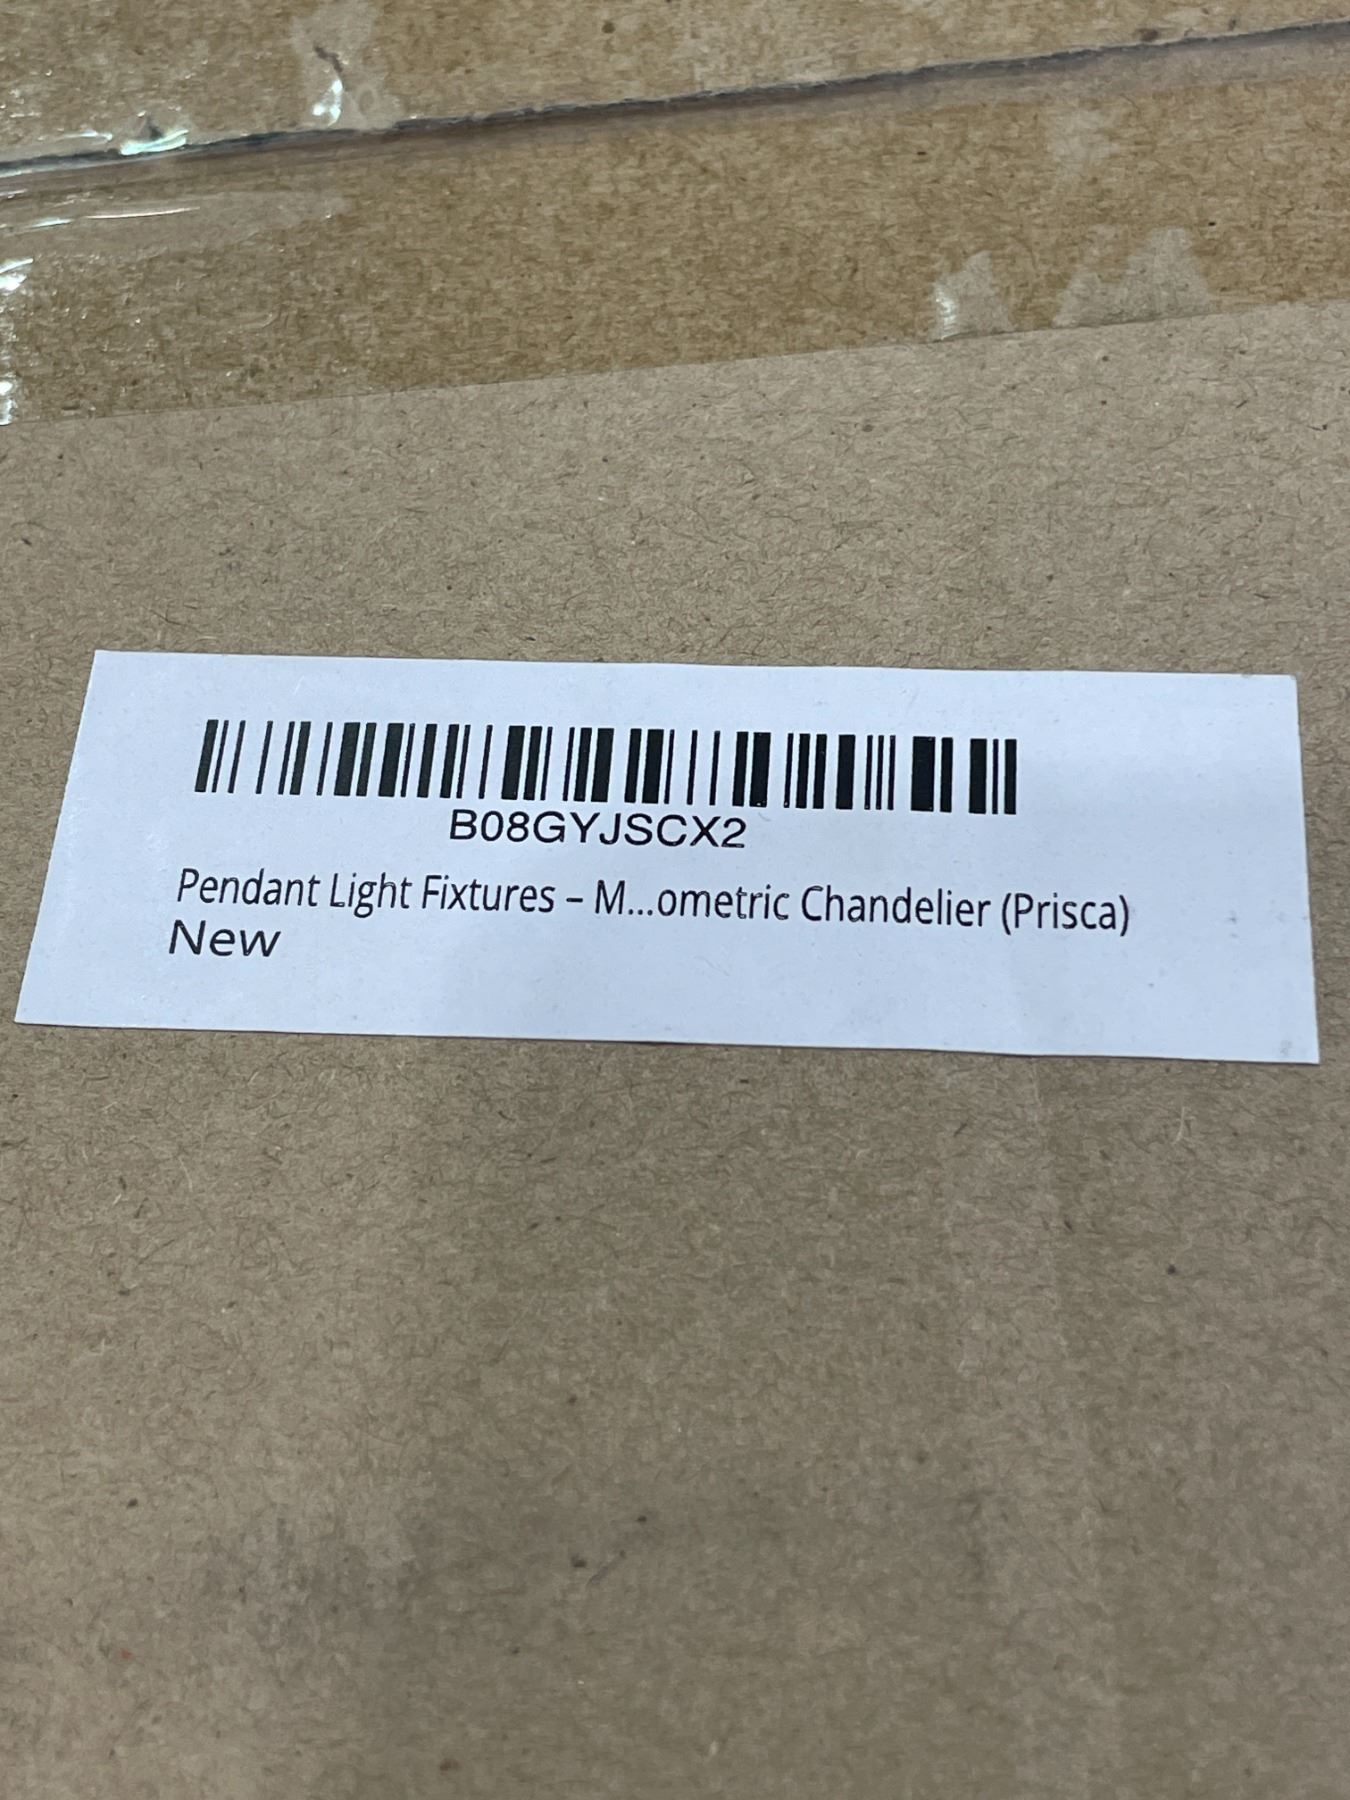 B08GYJSCX2
Pendant Light Fixtures – M...ometric Chandelier (Prisca)
New